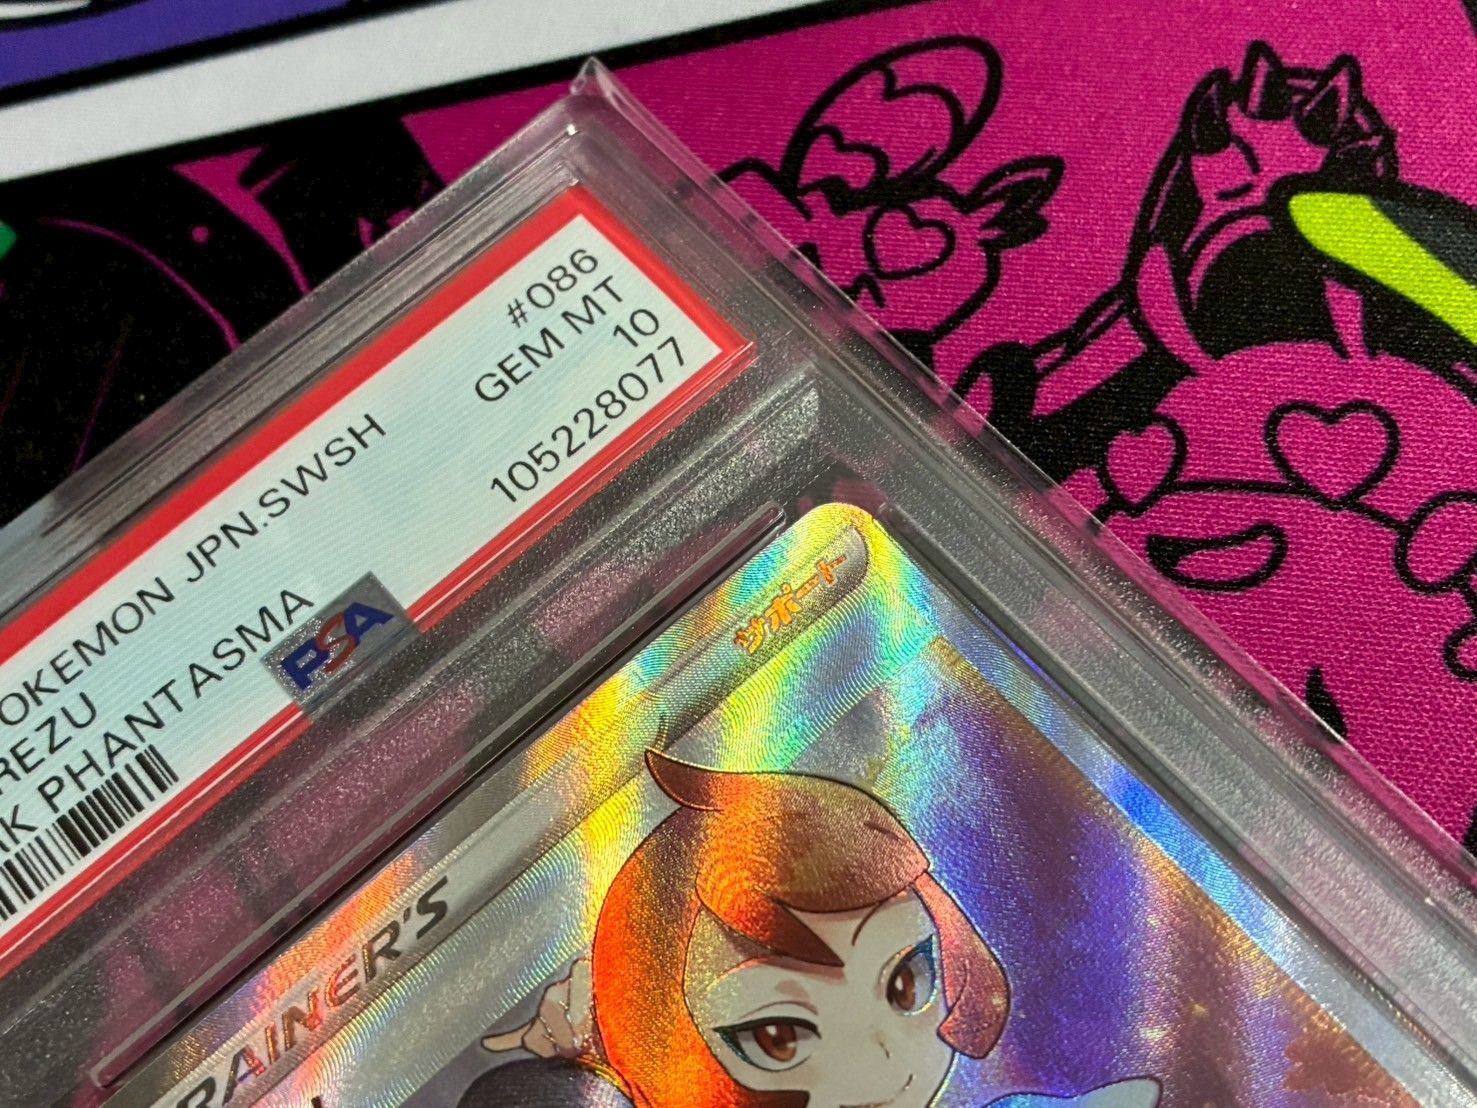 #086
OKEMON JPN.SWSH
GEM MT
REZU
10
K PHANTASMA
105228077
PSA
サポート
RAINER'S